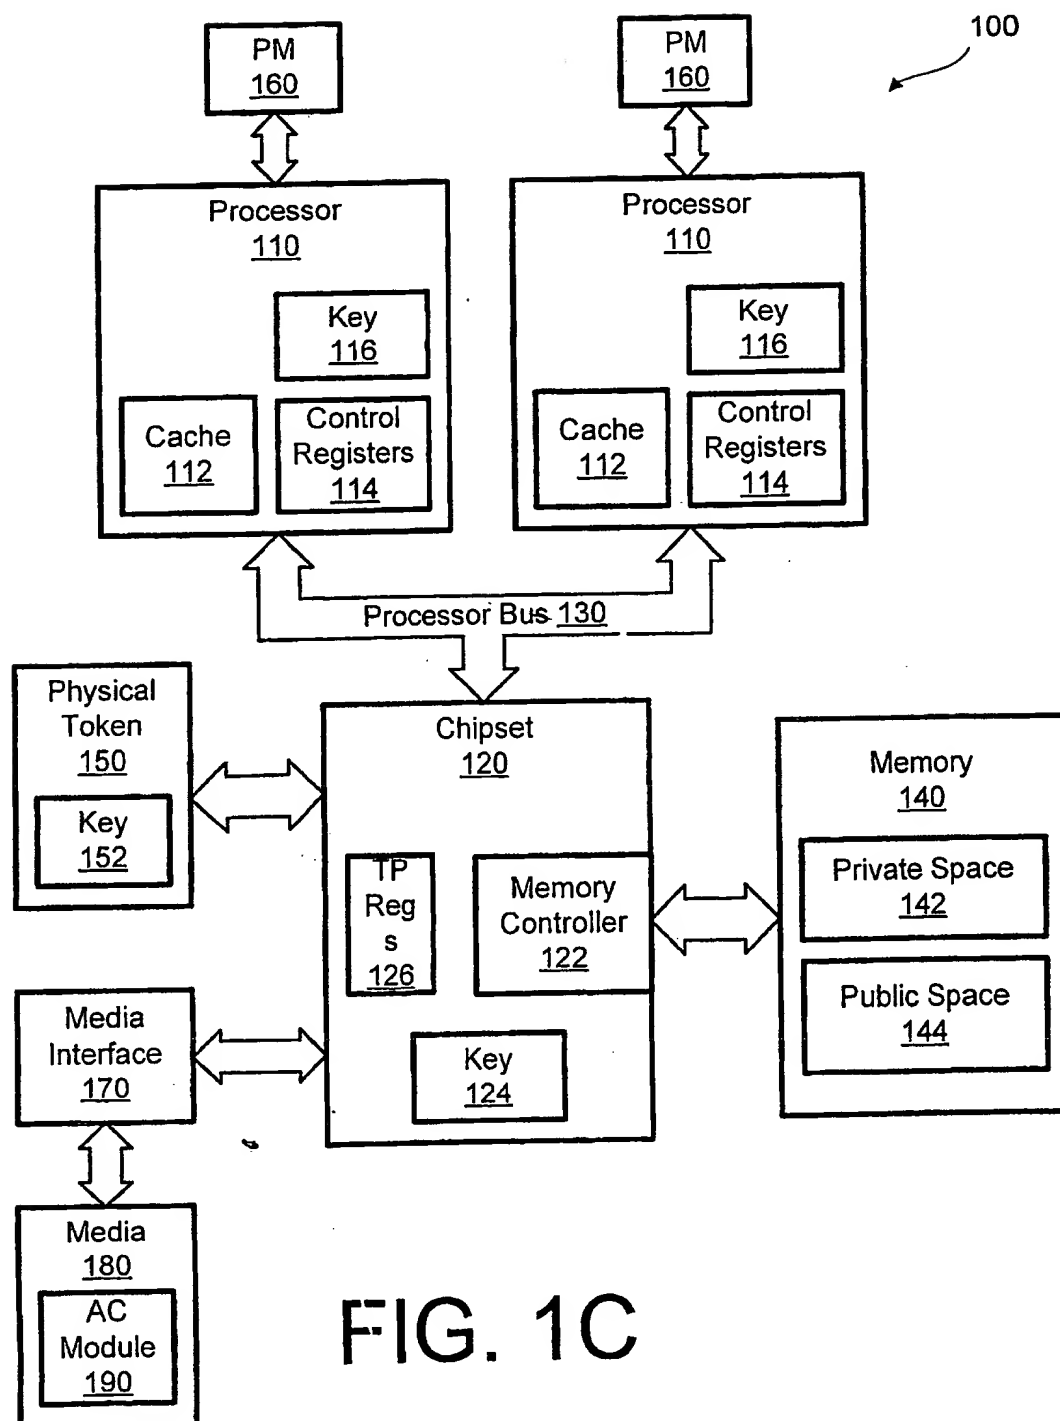 100
PM
160
PM
160
Processor
110
Key
116
Cache
112
Control
Registers
114
Processor
110
Key
116
Cache
112
Control
Registers
114
Processor Bus 130
Physical
Token
150
Key
152
Chipset
120
TP
Reg
s
126
Memory
Controller
122
Key
124
Memory
140
Private Space
142
Public Space
144
Media
Interface
170
Media
180
AC
Module
190
FIG. 1C